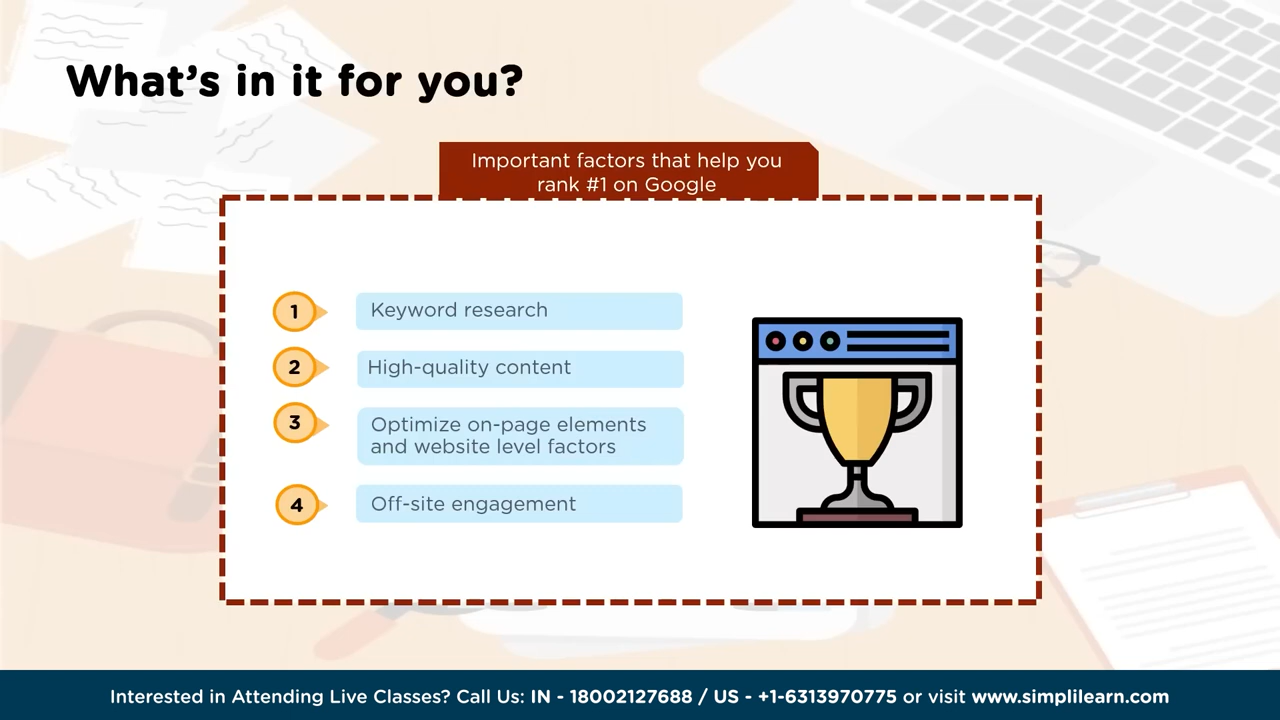 What's in it for you?
Important factors that help you
rank #1 on Google
1
Keyword research
2
High-quality content
3
Optimize on-page elements
and website level factors
4
Off-site engagement
Interested in Attending Live Classes? Call Us: IN - 18002127688 / US - +1-6313970775 or visit www.simplilearn.com